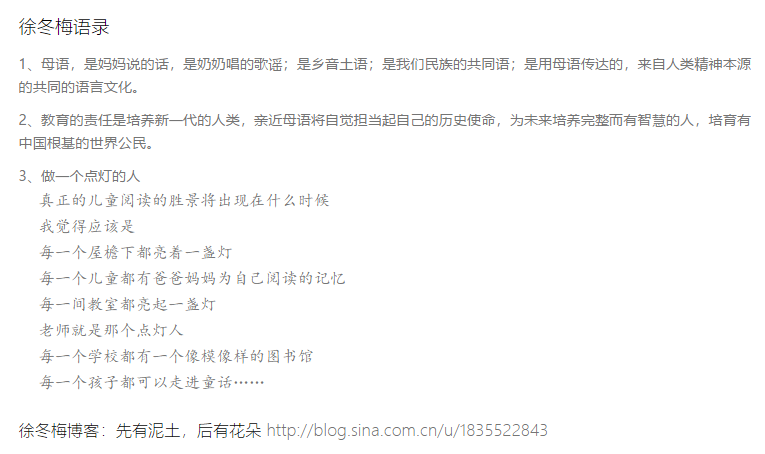 徐冬梅语录
1、母语，是妈妈说的话，是奶奶唱的歌谣；是乡音土语；是我们民族的共同语；是用母语传达的，来自人类精神本源
的共同的语言文化。
2、教育的责任是培养新一代的人类，亲近母语将自觉担当起自己的历史使命，为未来培养完整而有智慧的人，培育有
中国根基的世界公民。
3、做一个点灯的人
真正的儿童阅读的胜景将出现在什么时候
我觉得应该是
每一个屋檐下都亮着一盏灯
每一个儿童都有爸爸妈妈为自己阅读的记忆
每一间教室都亮起一盏灯
老师就是那个点灯人
每一个学校都有一个像模像样的图书馆
每一个孩子都可以走进童话……
徐冬梅博客：先有泥土，后有花朵 http://blog.sina.com.cn/u/1835522843